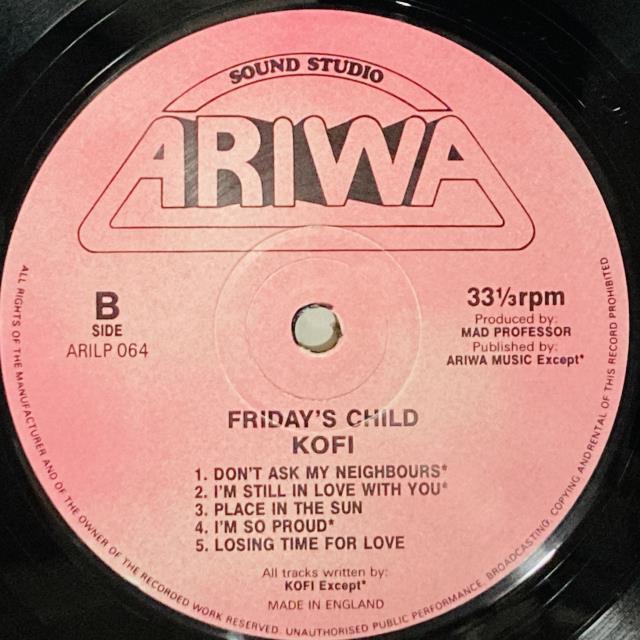 SOUND STUDIO
ARIWA
B
SIDE
ARILP 064
33⅓rpm
Produced by:
MAD PROFESSOR
Published by:
ARIWA MUSIC Except*
FRIDAY'S CHILD
KOFI
1. DON'T ASK MY NEIGHBOURS*
2. I'M STILL IN LOVE WITH YOU*
3. PLACE IN THE SUN
4. I'M SO PROUD*
5. LOSING TIME FOR LOVE
All tracks written by:
KOFI Except*
MADE IN ENGLAND
ALL RIGHTS OF THE MANUFACTURER AND OF THE OWNER OF THE RECORDED WORK RESERVED. UNAUTHORISED PUBLIC PERFORMANCE, BROADCASTING, COPYING AND RENTAL OF THIS RECORD PROHIBITED